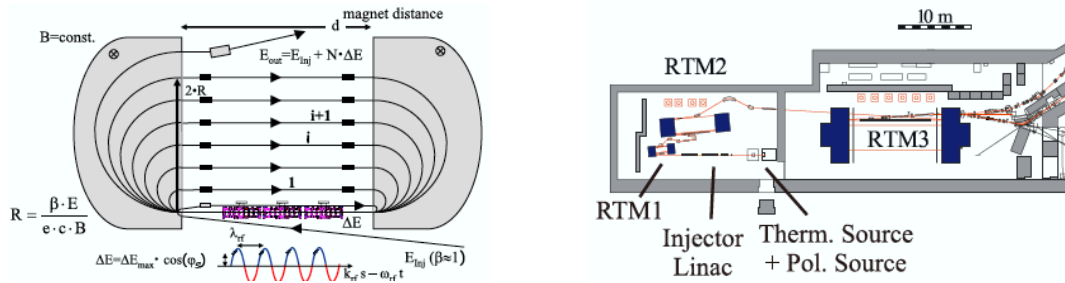 magnet distance
d
B=const.
E_out=E_inj + N·ΔE
2•R
i+1
i
1
R = β·E / e·c·B
ΔE
λ_rf
E_inj (β≈1)
ΔE=ΔE_max• cos(φ_s)
k_rf s – ω_rf t
10 m
RTM2
RTM3
RTM1
Injector
Linac
Therm. Source
+ Pol. Source